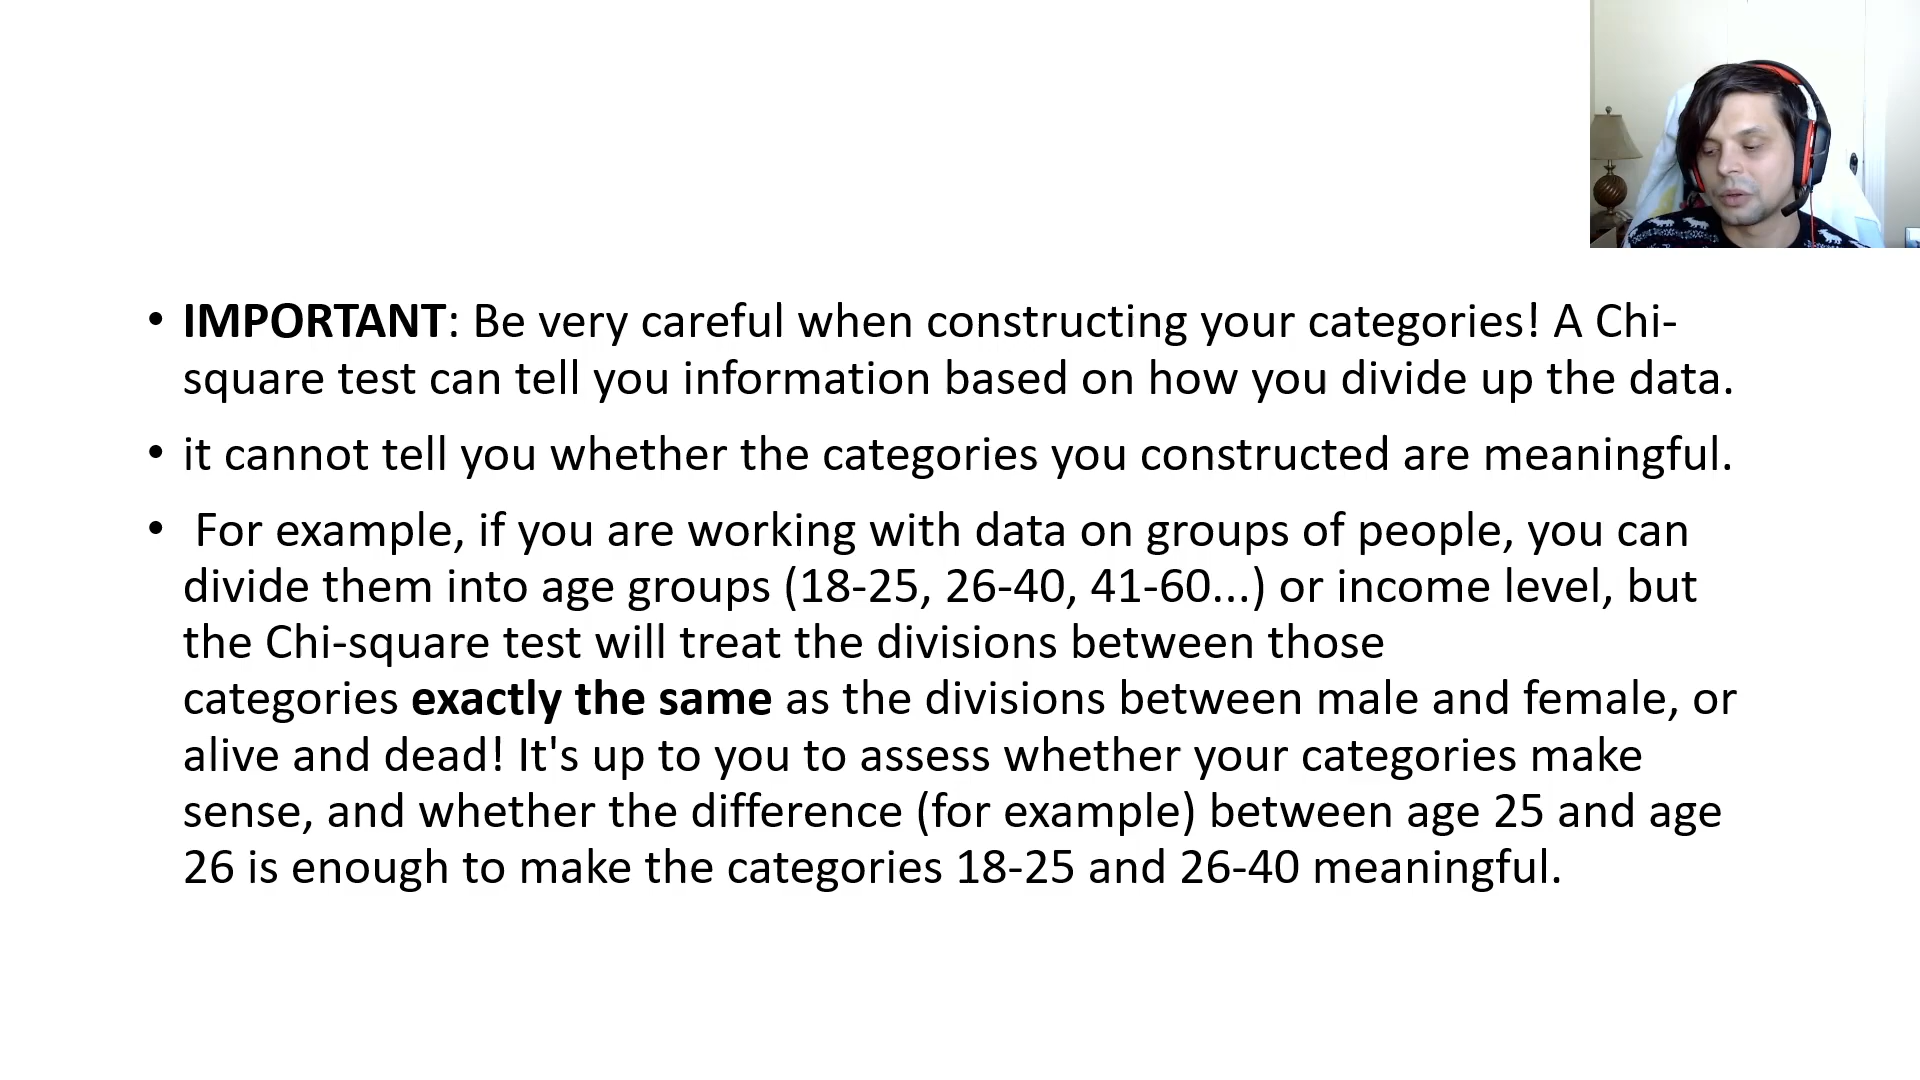 • IMPORTANT: Be very careful when constructing your categories! A Chi-
square test can tell you information based on how you divide up the data.
• it cannot tell you whether the categories you constructed are meaningful.
• For example, if you are working with data on groups of people, you can
divide them into age groups (18-25, 26-40, 41-60...) or income level, but
the Chi-square test will treat the divisions between those
categories exactly the same as the divisions between male and female, or
alive and dead! It's up to you to assess whether your categories make
sense, and whether the difference (for example) between age 25 and age
26 is enough to make the categories 18-25 and 26-40 meaningful.